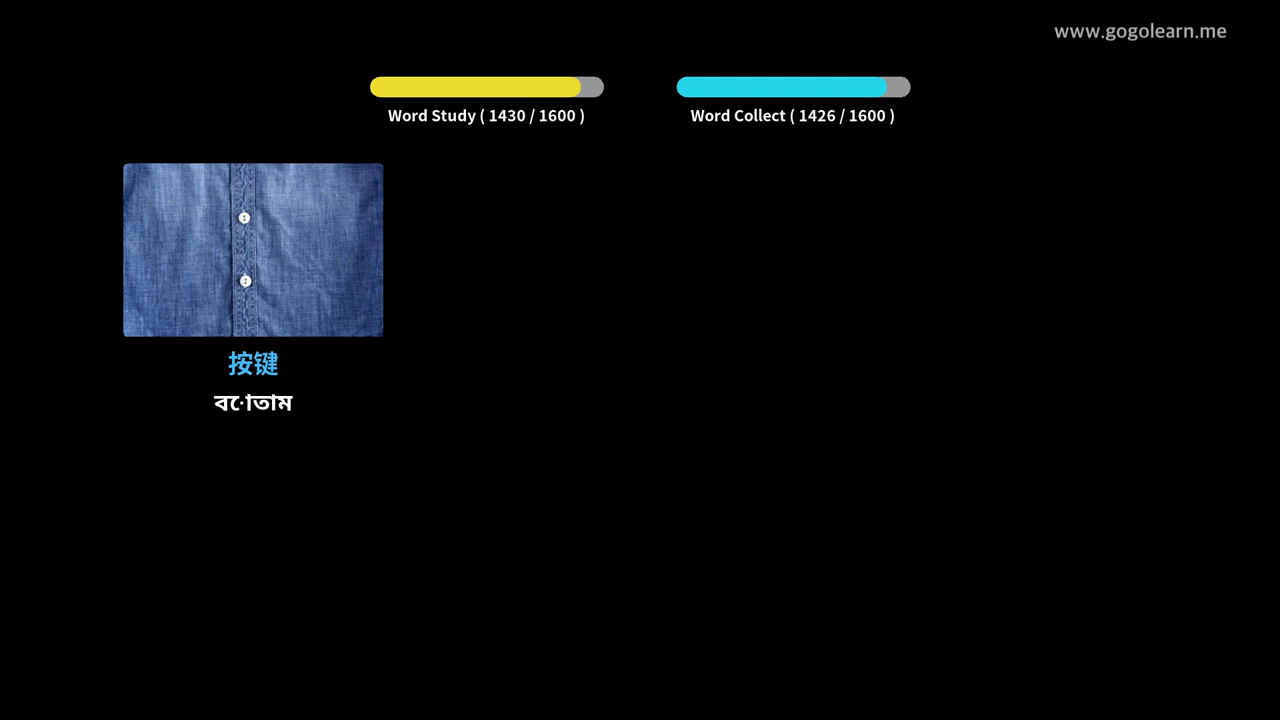 www.gogolearn.me
Word Study ( 1430 / 1600 )
Word Collect ( 1426 / 1600 )
按键
বোতাম